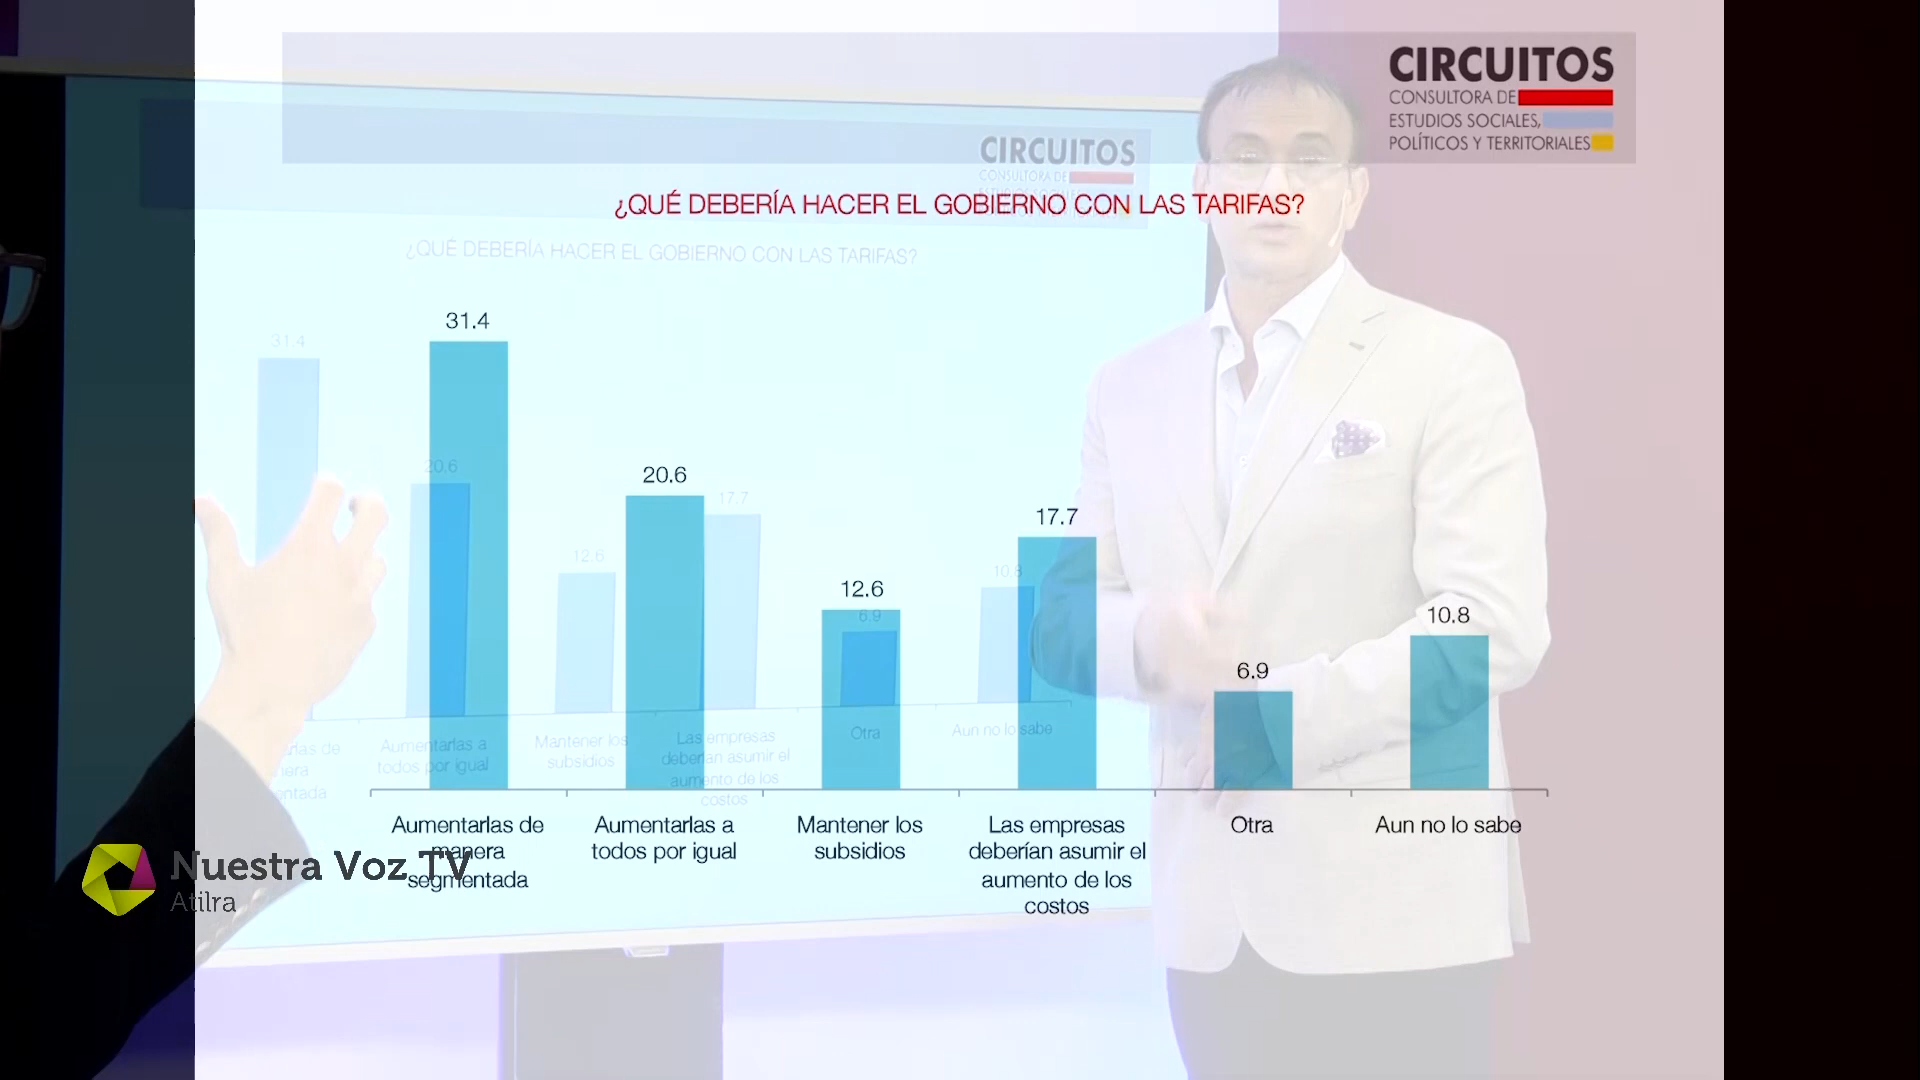 CIRCUITOS
CONSULTORA DE
ESTUDIOS SOCIALES,
POLÍTICOS Y TERRITORIALES
¿QUÉ DEBERÍA HACER EL GOBIERNO CON LAS TARIFAS?
31.4
20.6
12.6
17.7
6.9
10.8
Aumentarlas de
manera
segmentada
Aumentarlas a
todos por igual
Mantener los
subsidios
Las empresas
deberían asumir el
aumento de los
costos
Otra
Aun no lo sabe
CIRCUITOS
CONSULTORA DE
¿QUÉ DEBERÍA HACER EL GOBIERNO CON LAS TARIFAS?
31.4
20.6
12.6
17.7
6.9
10.8
Aumentarlas a
todos por igual
Mantener los
subsidios
Las empresas
deberían asumir el
aumento de los
costos
Otra
Aun no lo sabe
Nuestra Voz TV
Atilra